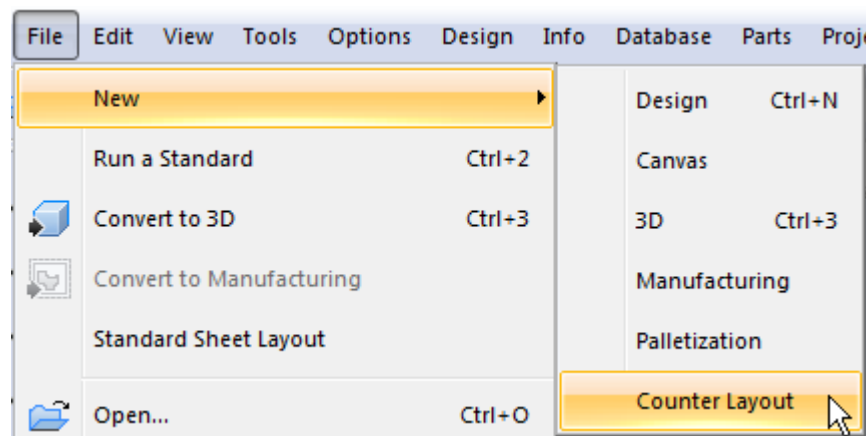 File Edit View Tools Options Design Info Database Parts Proj
New
Run a Standard Ctrl+2
Convert to 3D Ctrl+3
Convert to Manufacturing
Standard Sheet Layout
Open... Ctrl+O
Design Ctrl+N
Canvas
3D Ctrl+3
Manufacturing
Palletization
Counter Layout